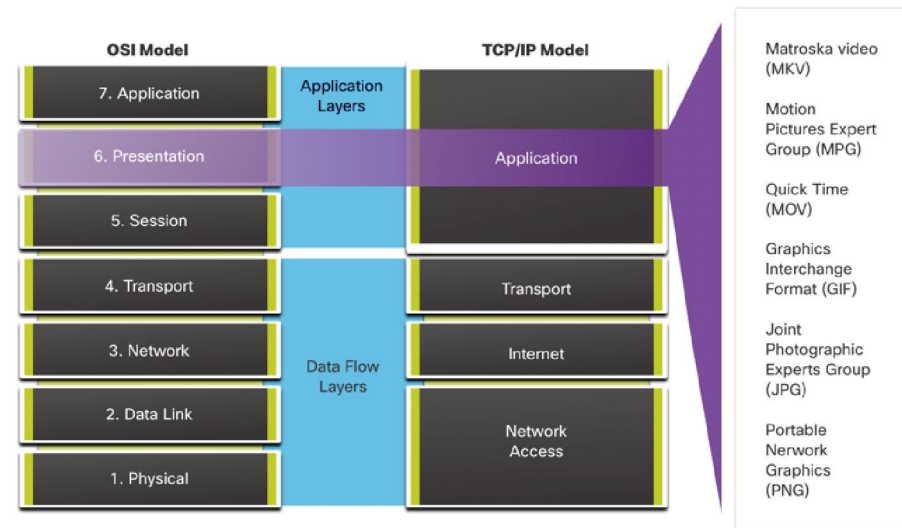 OSI Model
7. Application
6. Presentation
5. Session
4. Transport
3. Network
2. Data Link
1. Physical
Application
Layers
Data Flow
Layers
TCP/IP Model
Application
Transport
Internet
Network
Access
Matroska video
(MKV)
Motion
Pictures Expert
Group (MPG)
Quick Time
(MOV)
Graphics
Interchange
Format (GIF)
Joint
Photographic
Experts Group
(JPG)
Portable
Nerwork
Graphics
(PNG)